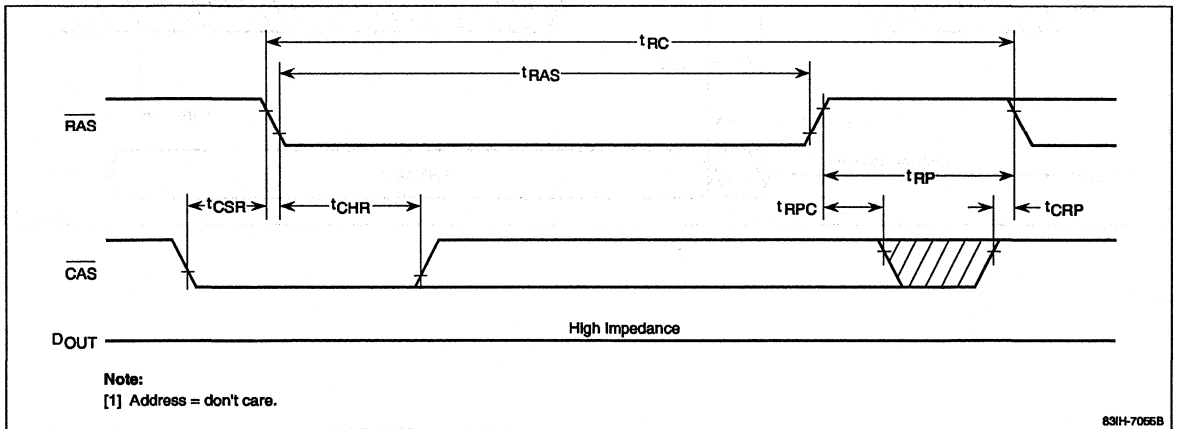 tRC
tRAS
RAS
tRP
tCSR
tCHR
tRPC
tCRP
CAS
High Impedance
DOUT
Note:
[1] Address = don't care.
83IH-7055B